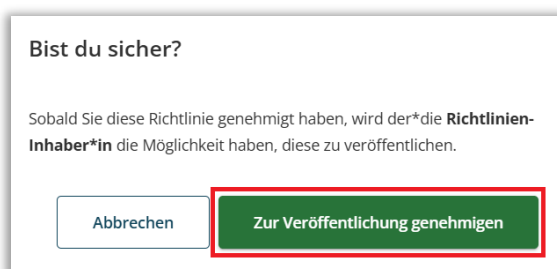 Bist du sicher?
Sobald Sie diese Richtlinie genehmigt haben, wird der*die Richtlinien-
Inhaber*in die Möglichkeit haben, diese zu veröffentlichen.
Abbrechen Zur Veröffentlichung genehmigen